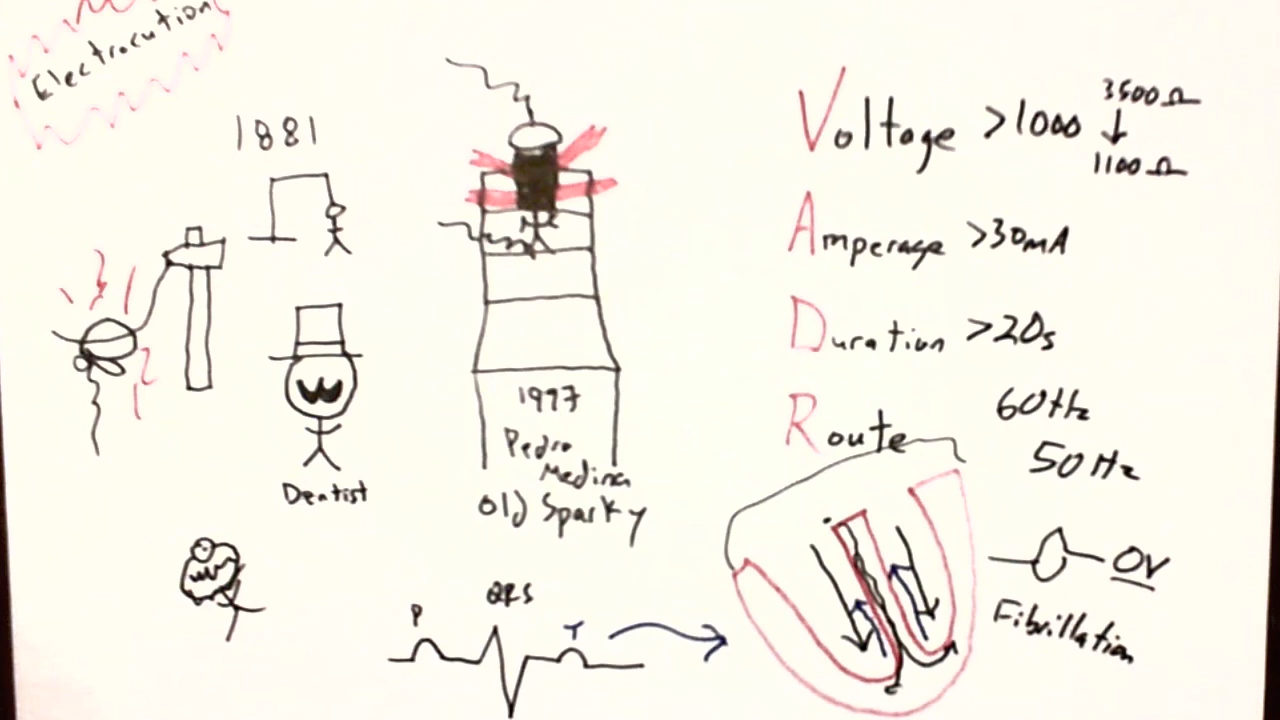 Electrocution
1881
Dentist
1997
Pedro
Medina
Old Sparky
P
QRS
T
Voltage >1000
3500Ω
1100Ω
Amperage >30mA
Duration >20s
Route
60Hz
50Hz
0V
Fibrillation